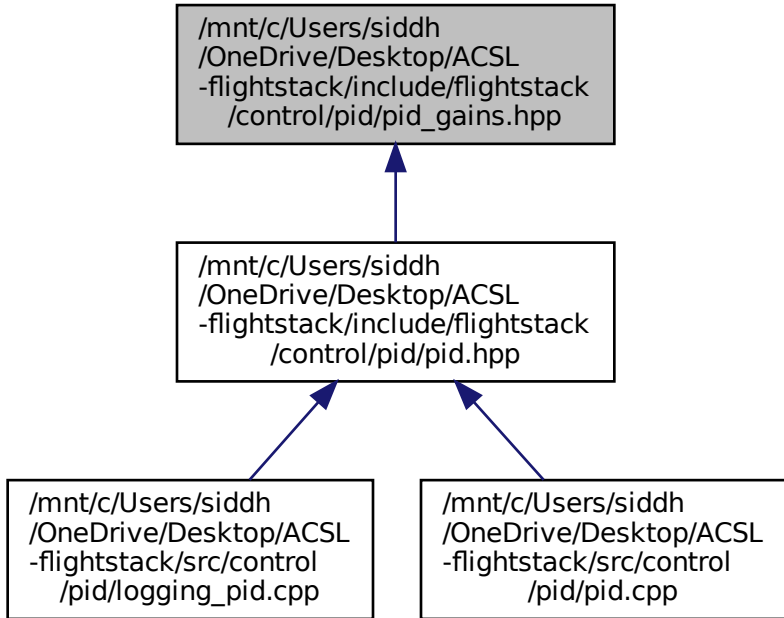 /mnt/c/Users/siddh
/OneDrive/Desktop/ACSL
-flightstack/include/flightstack
/control/pid/pid_gains.hpp
/mnt/c/Users/siddh
/OneDrive/Desktop/ACSL
-flightstack/include/flightstack
/control/pid/pid.hpp
/mnt/c/Users/siddh
/OneDrive/Desktop/ACSL
-flightstack/src/control
/pid/logging_pid.cpp
/mnt/c/Users/siddh
/OneDrive/Desktop/ACSL
-flightstack/src/control
/pid/pid.cpp